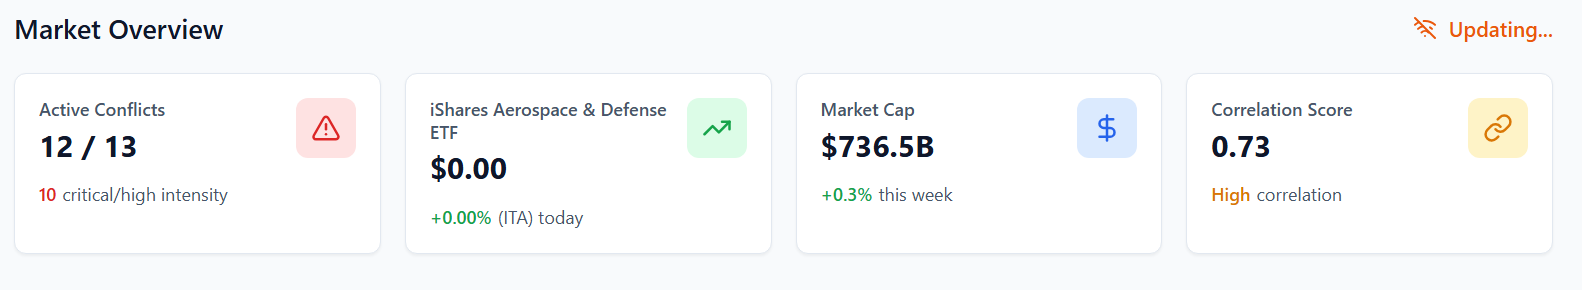 Market Overview
Updating...
Active Conflicts
12 / 13
10 critical/high intensity
iShares Aerospace & Defense
ETF
$0.00
+0.00% (ITA) today
Market Cap
$736.5B
+0.3% this week
Correlation Score
0.73
High correlation